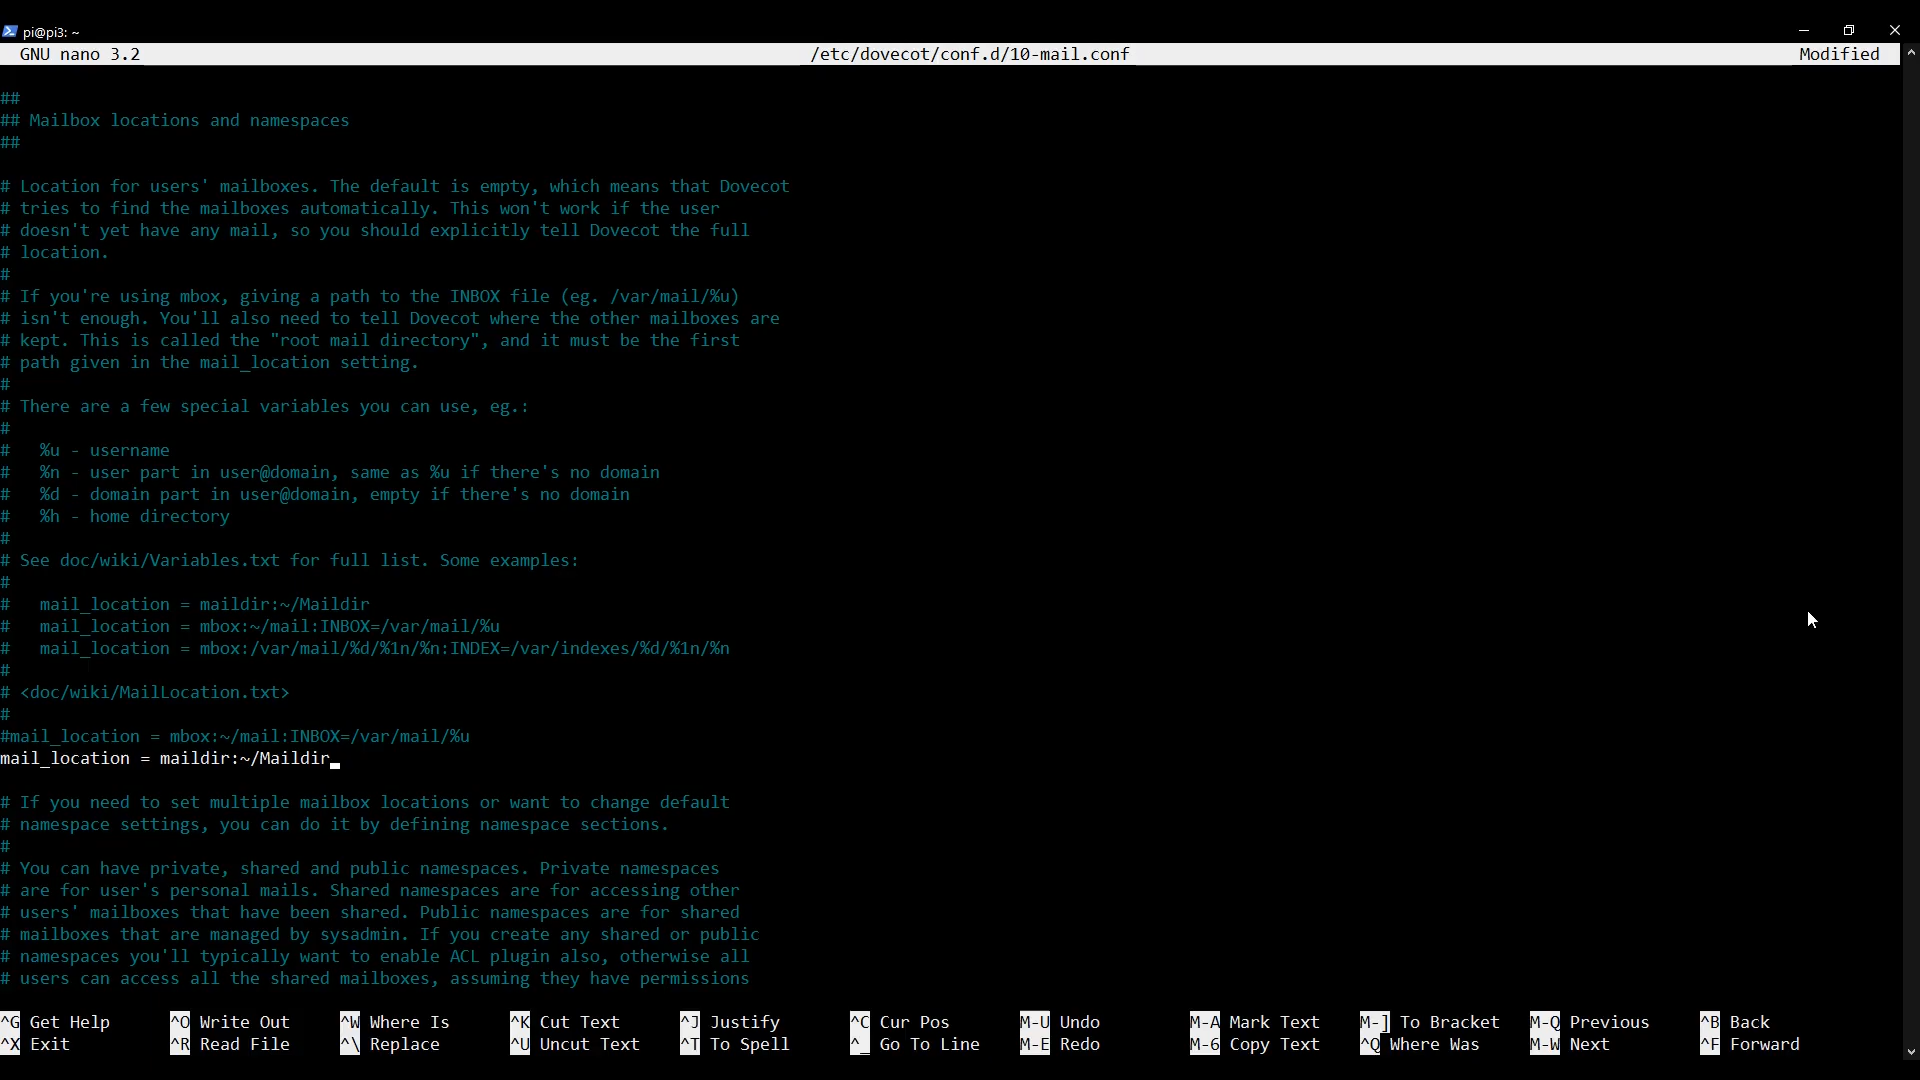 pi@pi3: ~
GNU nano 3.2 /etc/dovecot/conf.d/10-mail.conf Modified
##
## Mailbox locations and namespaces
##
# Location for users' mailboxes. The default is empty, which means that Dovecot
# tries to find the mailboxes automatically. This won't work if the user
# doesn't yet have any mail, so you should explicitly tell Dovecot the full
# location.
#
# If you're using mbox, giving a path to the INBOX file (eg. /var/mail/%u)
# isn't enough. You'll also need to tell Dovecot where the other mailboxes are
# kept. This is called the "root mail directory", and it must be the first
# path given in the mail_location setting.
#
# There are a few special variables you can use, eg.:
#
#   %u - username
#   %n - user part in user@domain, same as %u if there's no domain
#   %d - domain part in user@domain, empty if there's no domain
#   %h - home directory
#
# See doc/wiki/Variables.txt for full list. Some examples:
#
#   mail_location = maildir:~/Maildir
#   mail_location = mbox:~/mail:INBOX=/var/mail/%u
#   mail_location = mbox:/var/mail/%d/%1n/%n:INDEX=/var/indexes/%d/%1n/%n
#
# <doc/wiki/MailLocation.txt>
#
#mail_location = mbox:~/mail:INBOX=/var/mail/%u
mail_location = maildir:~/Maildir
# If you need to set multiple mailbox locations or want to change default
# namespace settings, you can do it by defining namespace sections.
#
# You can have private, shared and public namespaces. Private namespaces
# are for user's personal mails. Shared namespaces are for accessing other
# users' mailboxes that have been shared. Public namespaces are for shared
# mailboxes that are managed by sysadmin. If you create any shared or public
# namespaces you'll typically want to enable ACL plugin also, otherwise all
# users can access all the shared mailboxes, assuming they have permissions
^G Get Help ^O Write Out ^W Where Is ^K Cut Text ^J Justify ^C Cur Pos M-U Undo M-A Mark Text M-] To Bracket M-Q Previous ^B Back
^X Exit ^R Read File ^\ Replace ^U Uncut Text ^T To Spell ^_ Go To Line M-E Redo M-6 Copy Text ^Q Where Was M-W Next ^F Forward